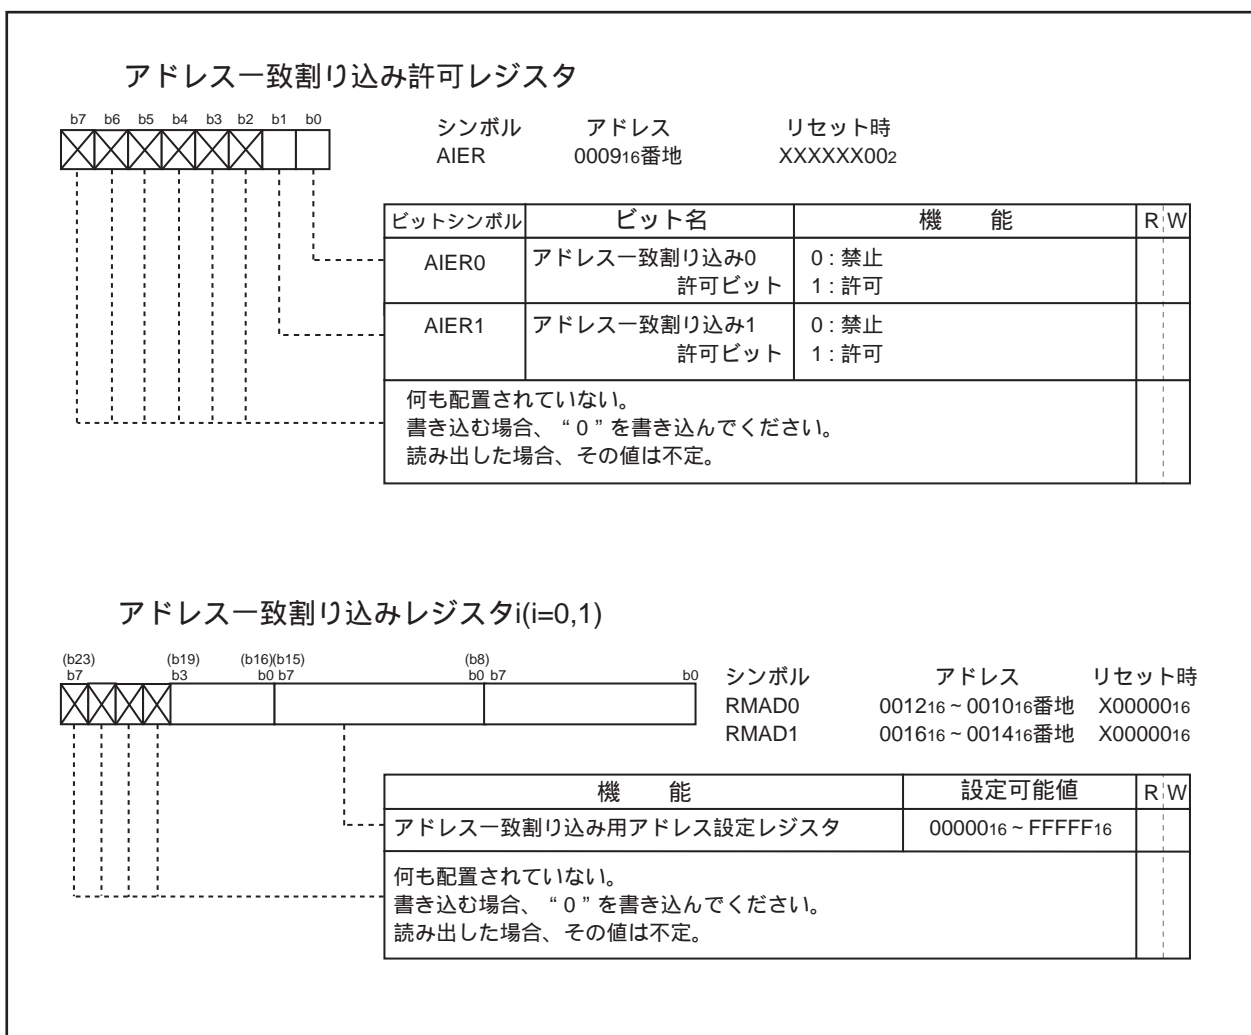 アドレス一致割り込み許可レジスタ
b7 b6 b5 b4 b3 b2 b1 b0
シンボル アドレス リセット時
AIER 000916番地 XXXXXX002
ビットシンボル ビット名 機 能 R W
AIER0 アドレス一致割り込み0 0 : 禁止
許可ビット 1 : 許可
AIER1 アドレス一致割り込み1 0 : 禁止
許可ビット 1 : 許可
何も配置されていない。
書き込む場合、“ 0 ” を書き込んでください。
読み出した場合、その値は不定。
アドレス一致割り込みレジスタi(i=0,1)
(b23) (b19) (b16)(b15) (b8)
b7 b3 b0 b7 b0 b7 b0
シンボル アドレス リセット時
RMAD0 001216 ~ 001016番地 X0000016
RMAD1 001616 ~ 001416番地 X0000016
機 能 設定可能値 R W
アドレス一致割り込み用アドレス設定レジスタ 0000016 ~ FFFFF16
何も配置されていない。
書き込む場合、“ 0 ” を書き込んでください。
読み出した場合、その値は不定。